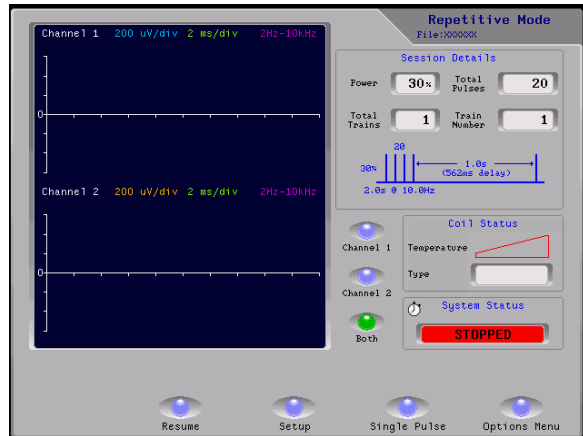 Repetitive Mode
File:XXXXXX
Channel 1 200 uV/div 2 ms/div 2Hz-10kHz
0
Channel 2 200 uV/div 2 ms/div 2Hz-10kHz
0
Session Details
Power 30% Total Pulses 20
Total Trains 1 Train Number 1
20
30% 1.0s
(562ms delay)
2.0s @ 10.0Hz
Channel 1
Channel 2
Both
Coil Status
Temperature
Type
System Status
STOPPED
Resume Setup Single Pulse Options Menu